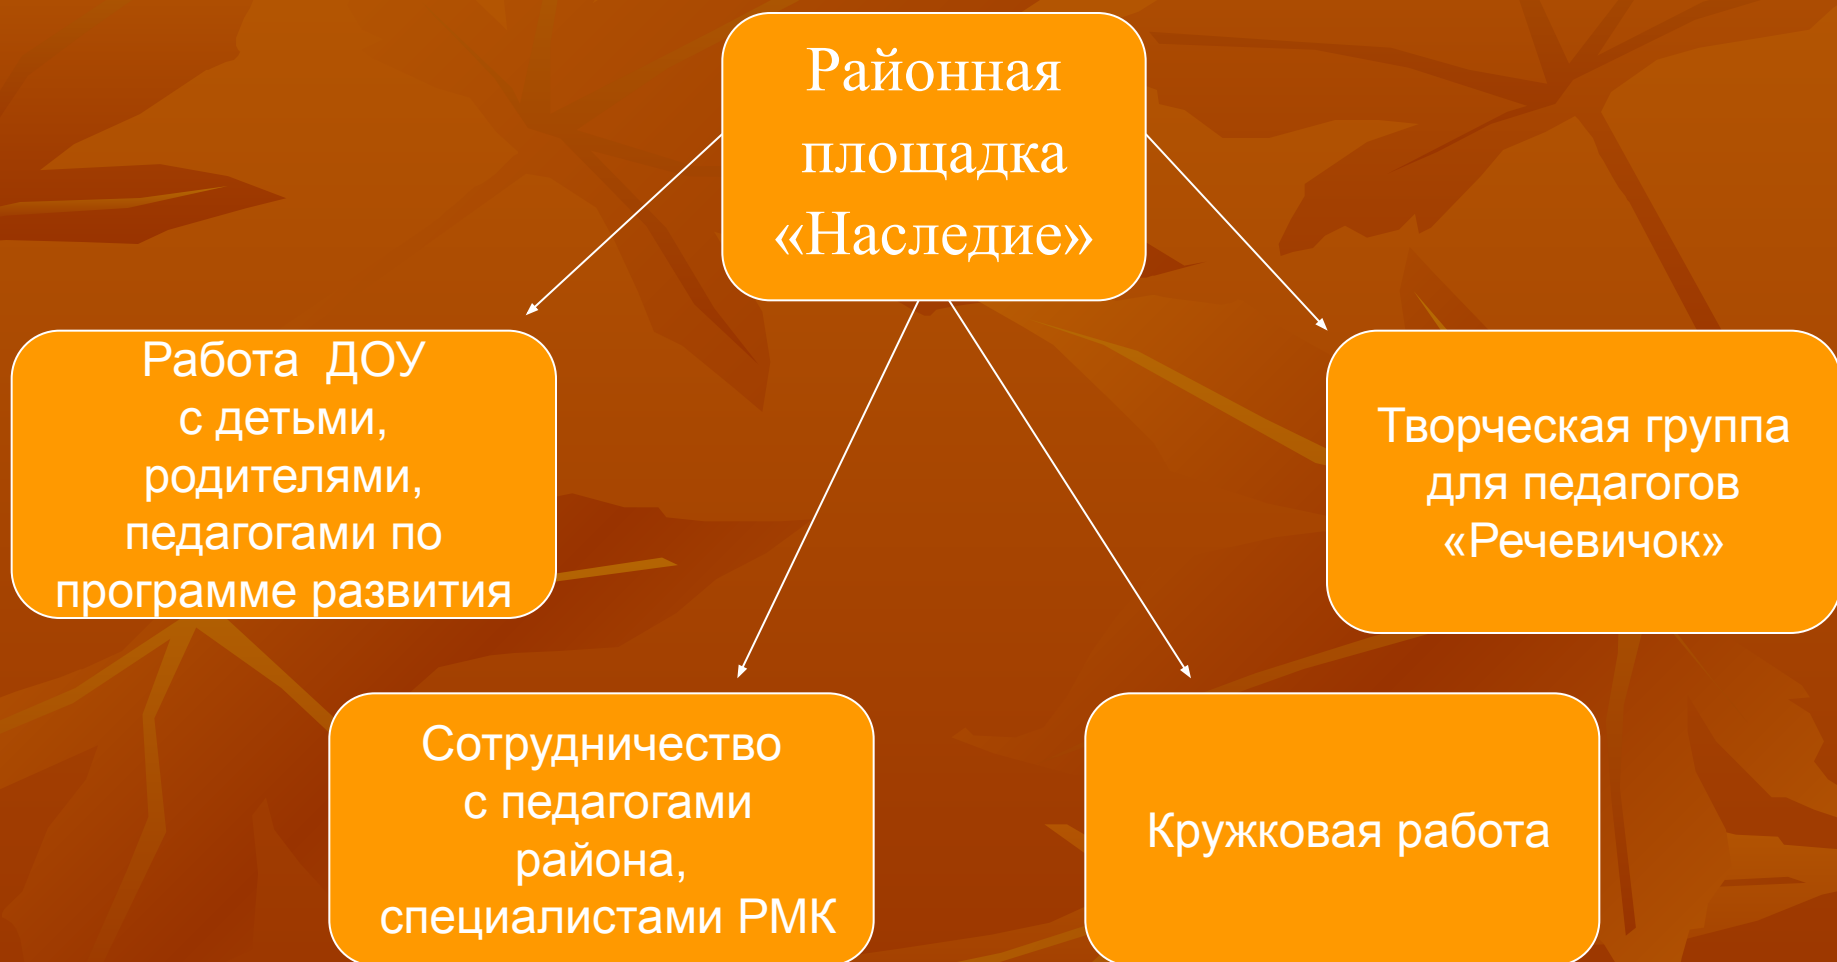 Районная
площадка
«Наследие»
Работа ДОУ
с детьми,
родителями,
педагогами по
программе развития
Творческая группа
для педагогов
«Речевичок»
Сотрудничество
с педагогами
района,
специалистами РМК
Кружковая работа